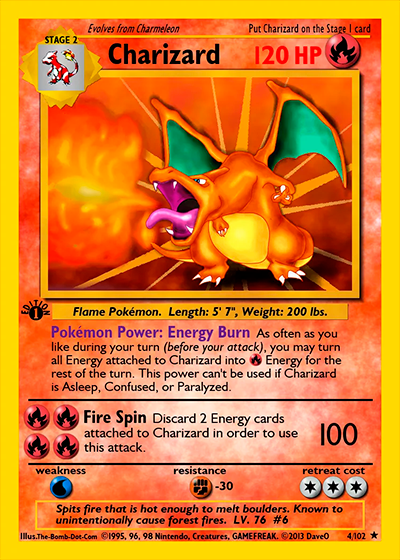 Evolves from Charmeleon Put Charizard on the Stage 1 card
STAGE 2
Charizard 120 HP
EDITION
1
Flame Pokémon. Length: 5' 7", Weight: 200 lbs.
Pokémon Power: Energy Burn As often as you
like during your turn (before your attack), you may turn
all Energy attached to Charizard into Energy for the
rest of the turn. This power can't be used if Charizard
is Asleep, Confused, or Paralyzed.
Fire Spin Discard 2 Energy cards
attached to Charizard in order to use
this attack.
100
weakness resistance retreat cost
-30
Spits fire that is hot enough to melt boulders. Known to
unintentionally cause forest fires. LV. 76 #6
Illus.The-Bomb-Dot-Com ©1995, 96, 98 Nintendo, Creatures, GAMEFREAK. ©2013 DaveO 4/102 ★